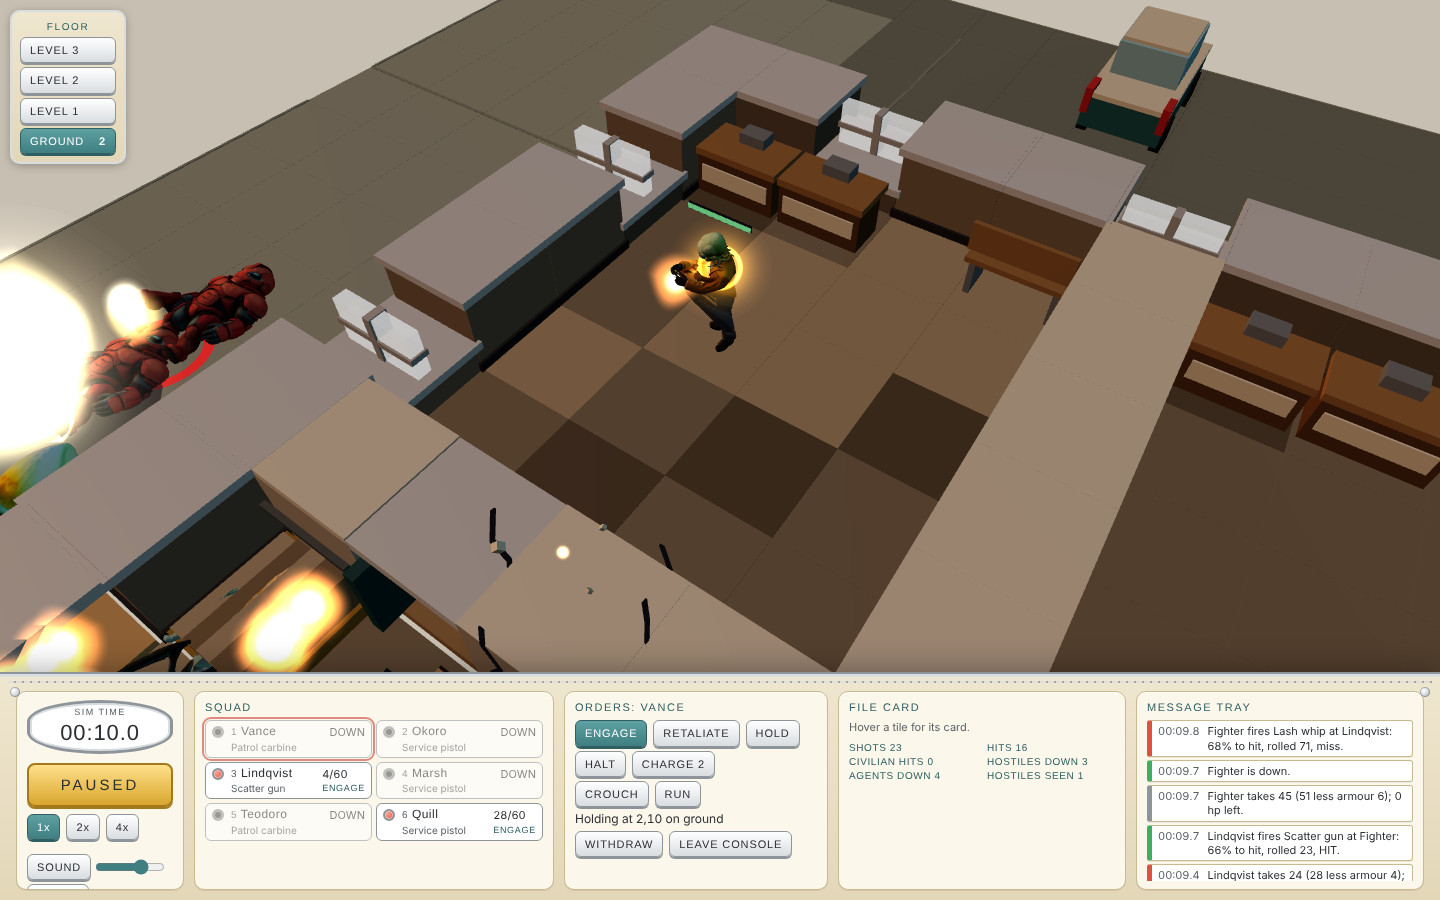 FLOOR
LEVEL 3
LEVEL 2
LEVEL 1
GROUND 2
SIM TIME
00:10.0
PAUSED
1x 2x 4x
SOUND
SQUAD
1 Vance DOWN
Patrol carbine
2 Okoro DOWN
Service pistol
3 Lindqvist 4/60
Scatter gun ENGAGE
4 Marsh DOWN
Service pistol
5 Teodoro DOWN
Patrol carbine
6 Quill 28/60
Service pistol ENGAGE
ORDERS: VANCE
ENGAGE RETALIATE HOLD
HALT CHARGE 2
CROUCH RUN
Holding at 2,10 on ground
WITHDRAW LEAVE CONSOLE
FILE CARD
Hover a tile for its card.
SHOTS 23 HITS 16
CIVILIAN HITS 0 HOSTILES DOWN 3
AGENTS DOWN 4 HOSTILES SEEN 1
MESSAGE TRAY
00:09.8 Fighter fires Lash whip at Lindqvist:
68% to hit, rolled 71, miss.
00:09.7 Fighter is down.
00:09.7 Fighter takes 45 (51 less armour 6); 0
hp left.
00:09.7 Lindqvist fires Scatter gun at Fighter:
66% to hit, rolled 23, HIT.
00:09.4 Lindqvist takes 24 (28 less armour 4);